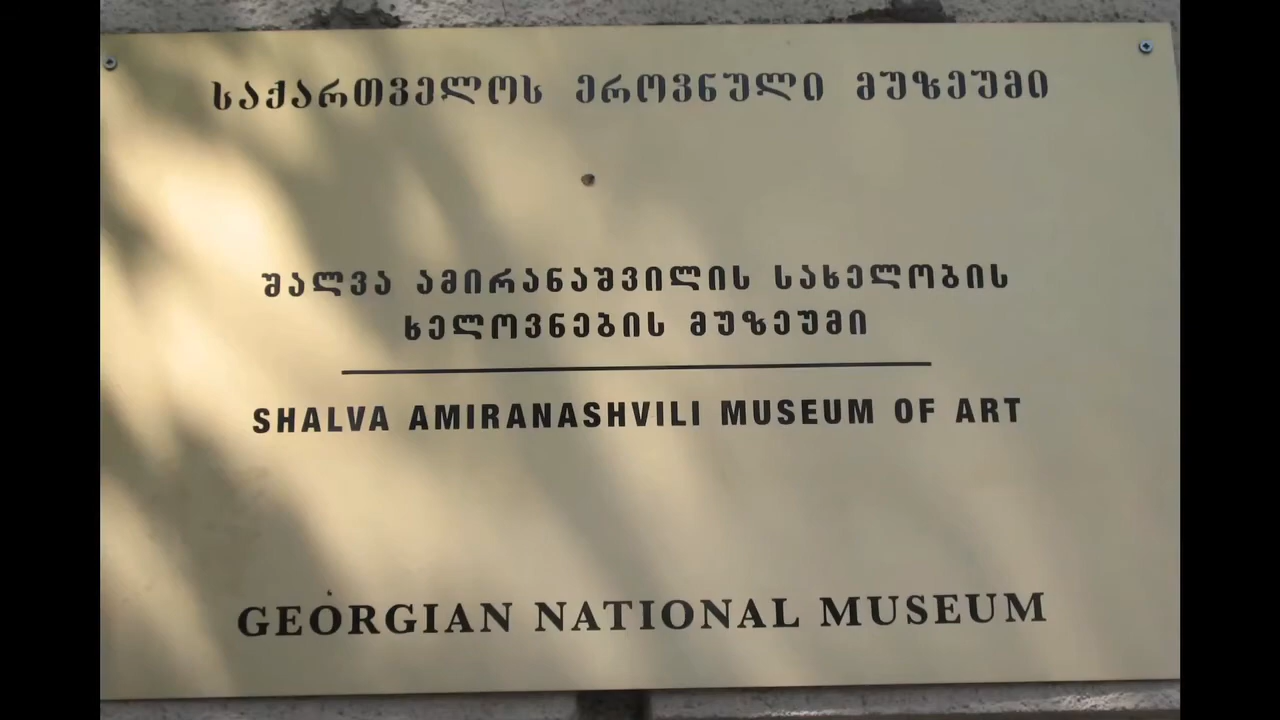 საქართველოს ეროვნული მუზეუმი
შალვა ამირანაშვილის სახელობის
ხელოვნების მუზეუმი
SHALVA AMIRANASHVILI MUSEUM OF ART
GEORGIAN NATIONAL MUSEUM